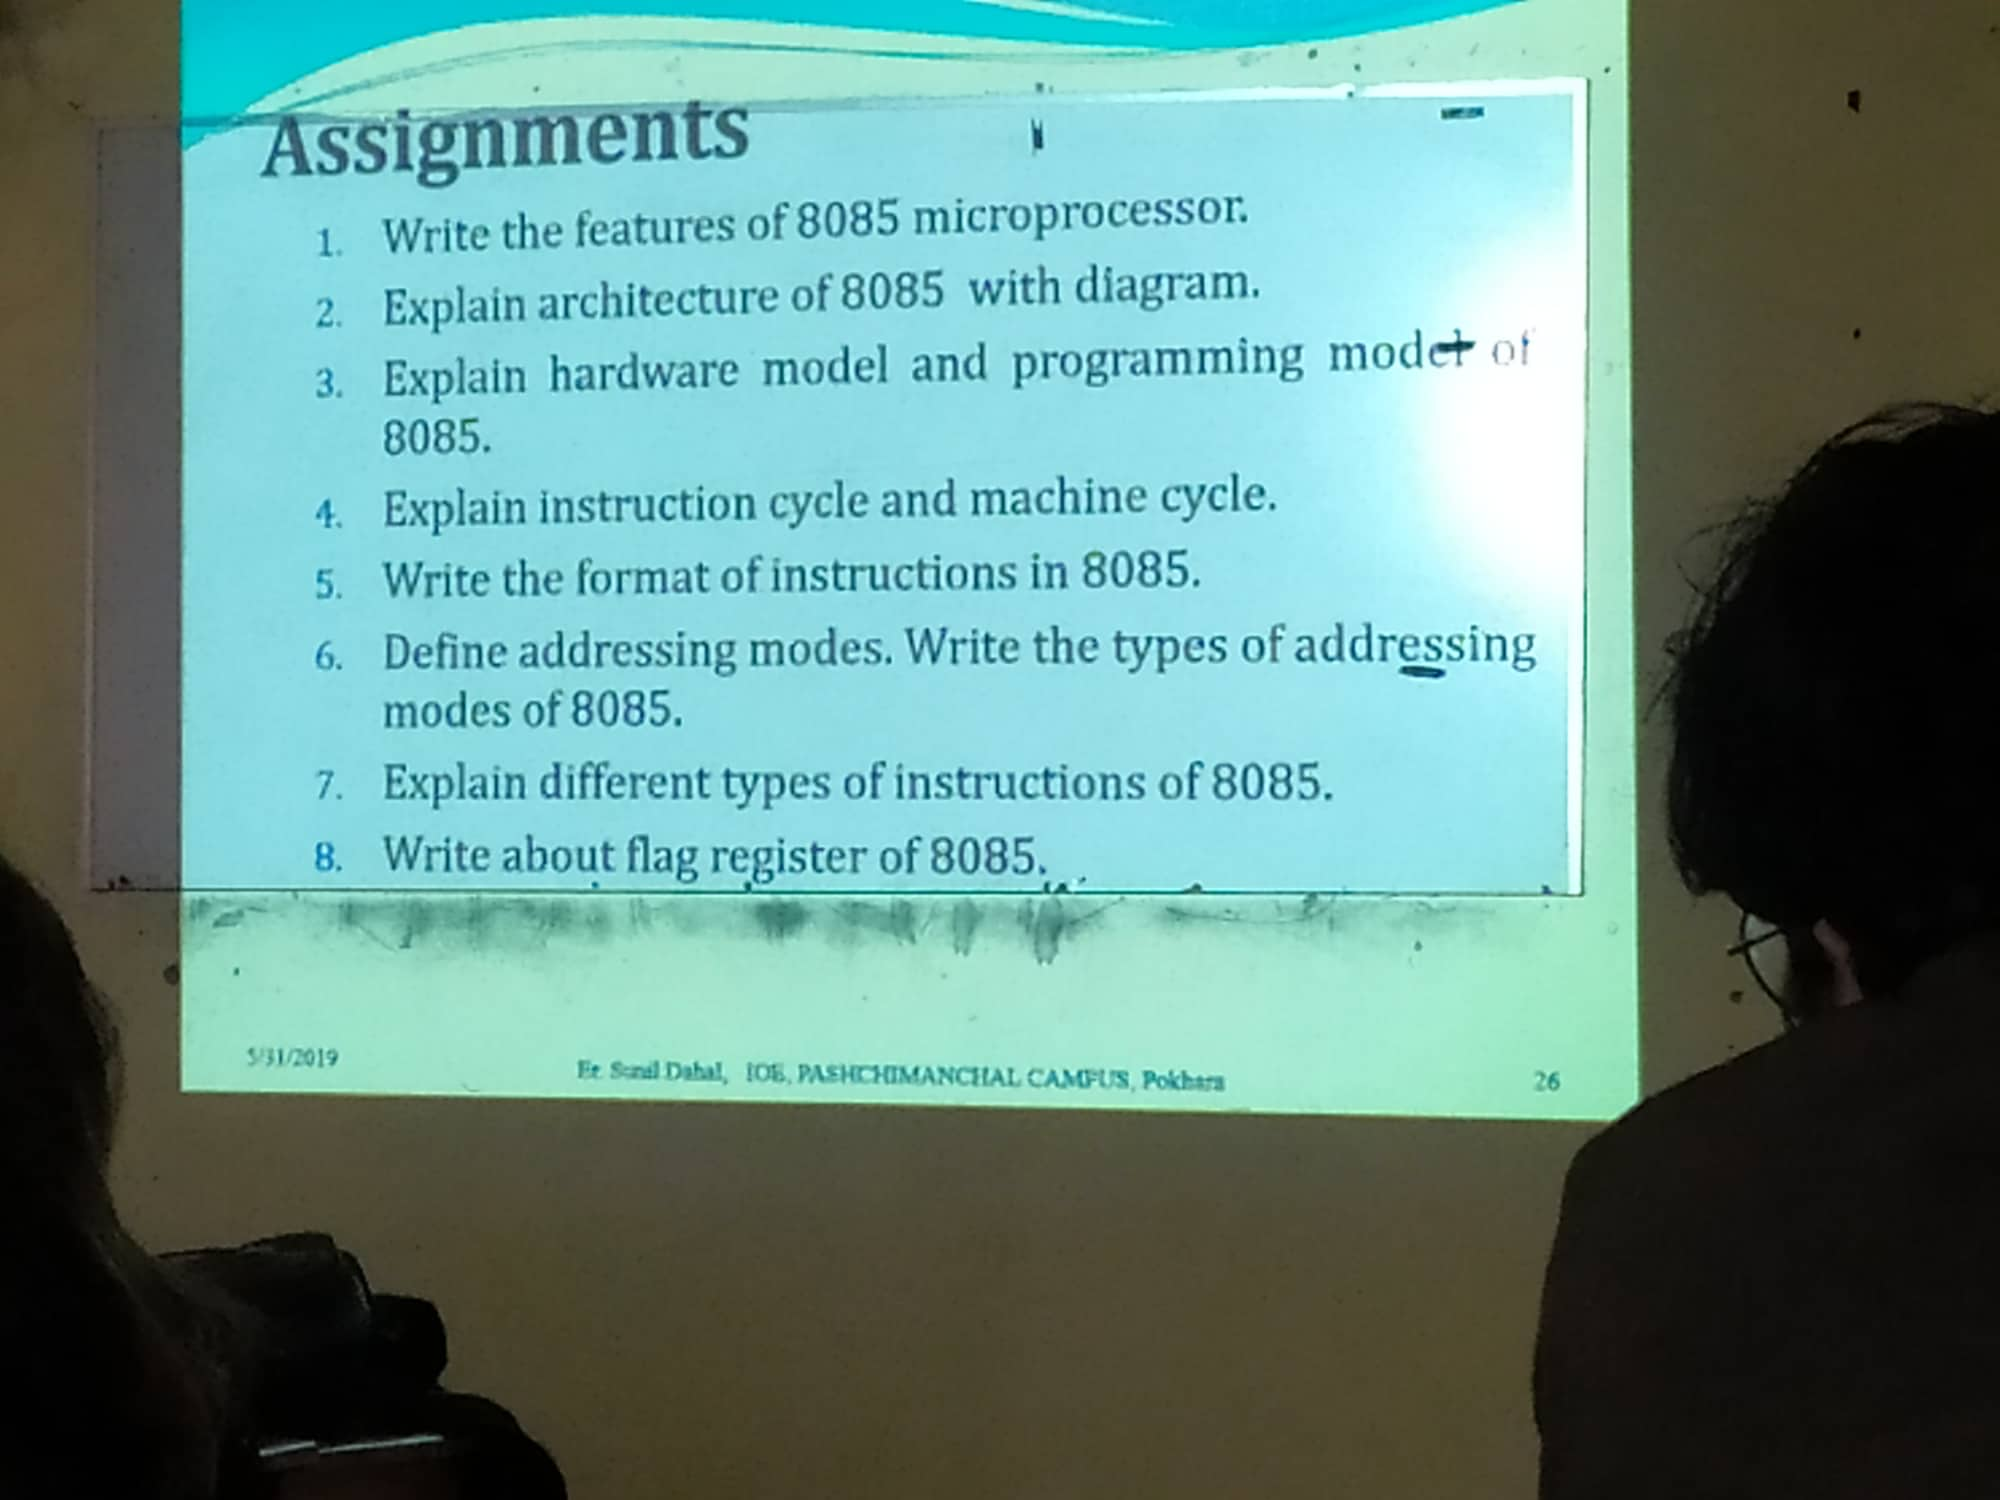 Assignments
1. Write the features of 8085 microprocessor.
2. Explain architecture of 8085 with diagram.
3. Explain hardware model and programming model of
8085.
4. Explain instruction cycle and machine cycle.
5. Write the format of instructions in 8085.
6. Define addressing modes. Write the types of addressing
modes of 8085.
7. Explain different types of instructions of 8085.
8. Write about flag register of 8085.
5/31/2019
Er. Sunil Dahal, IOE, PASHCHIMANCHAL CAMPUS, Pokhara
26